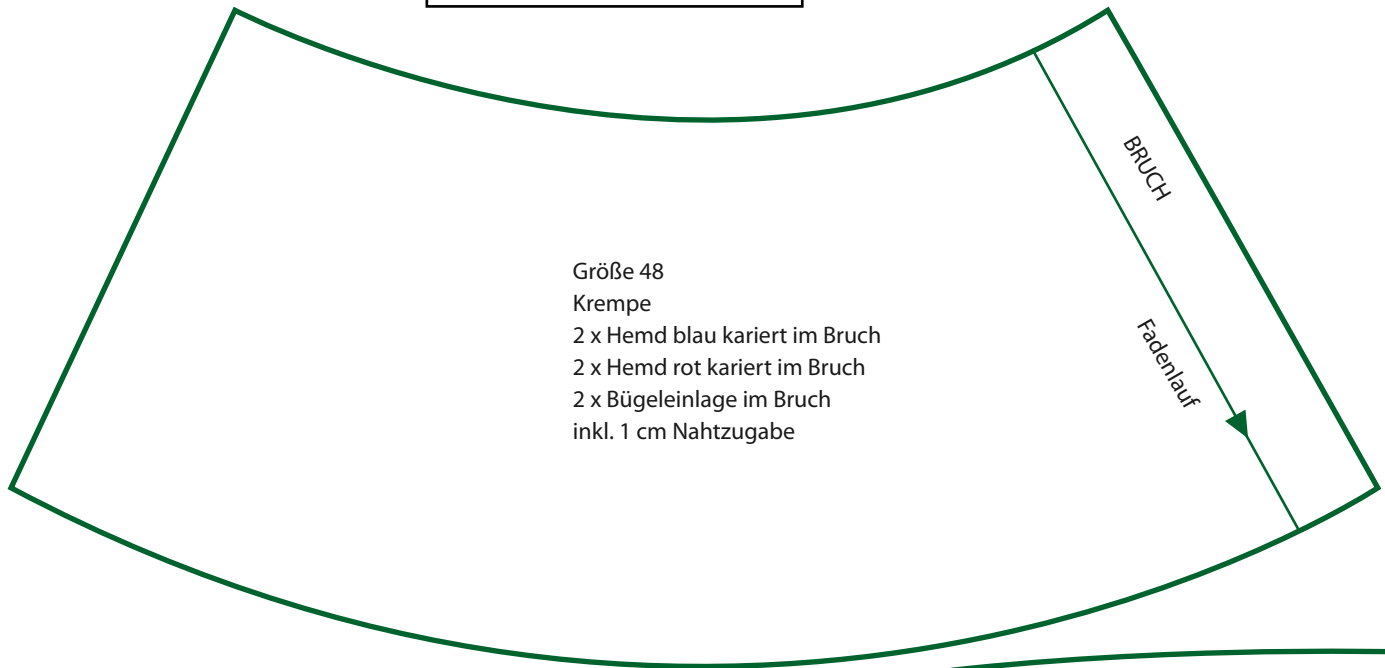 BRUCH
Fadenlauf
Größe 48
Krempe
2 x Hemd blau kariert im Bruch
2 x Hemd rot kariert im Bruch
2 x Bügeleinlage im Bruch
inkl. 1 cm Nahtzugabe